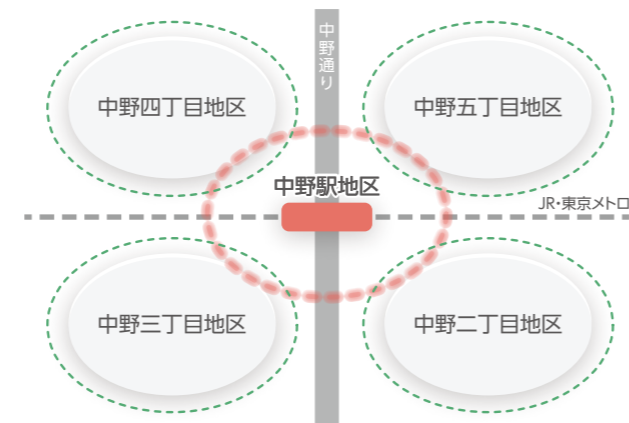 中野通り
中野四丁目地区
中野五丁目地区
中野駅地区
JR・東京メトロ
中野三丁目地区
中野二丁目地区